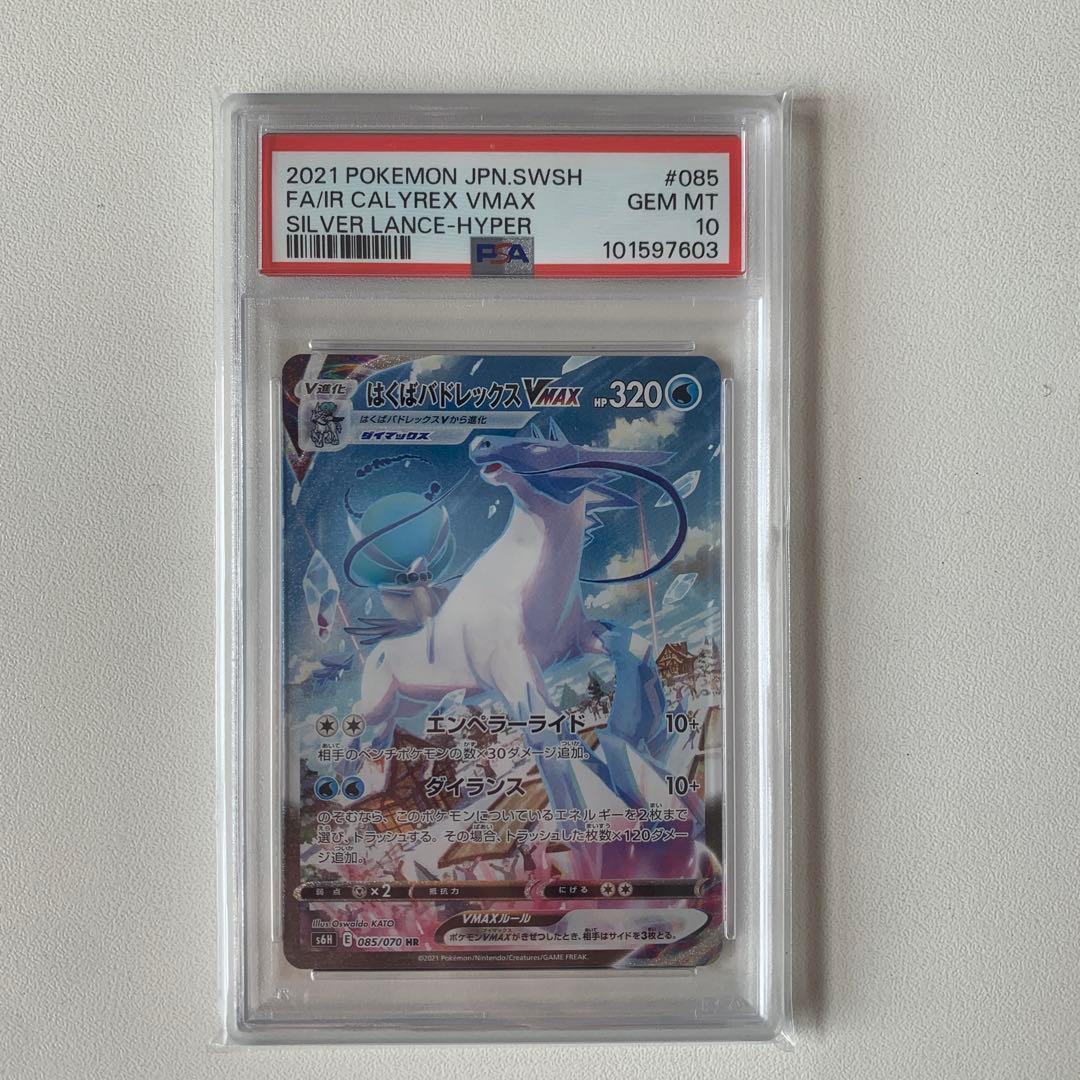 2021 POKEMON JPN.SWSH #085
FA/IR CALYREX VMAX GEM MT
SILVER LANCE-HYPER 10
PSA 101597603
V進化 はくばバドレックスVMAX HP320
はくばバドレックスVから進化
ダイマックス
エンペラーライド 10+
相手のベンチポケモンの数×30ダメージ追加。
ダイランス 10+
のぞむなら、このポケモンについているエネルギーを2枚まで
選び、トラッシュする。その場合、トラッシュした枚数×120ダメー
ジ追加。
弱点 ×2 抵抗力 にげる
Illus. Oswaldo KATO
VMAXルール
ポケモンVMAXがきぜつしたとき、相手はサイドを3枚とる。
s6H E 085/070 HR
©2021 Pokémon/Nintendo/Creatures/GAME FREAK.